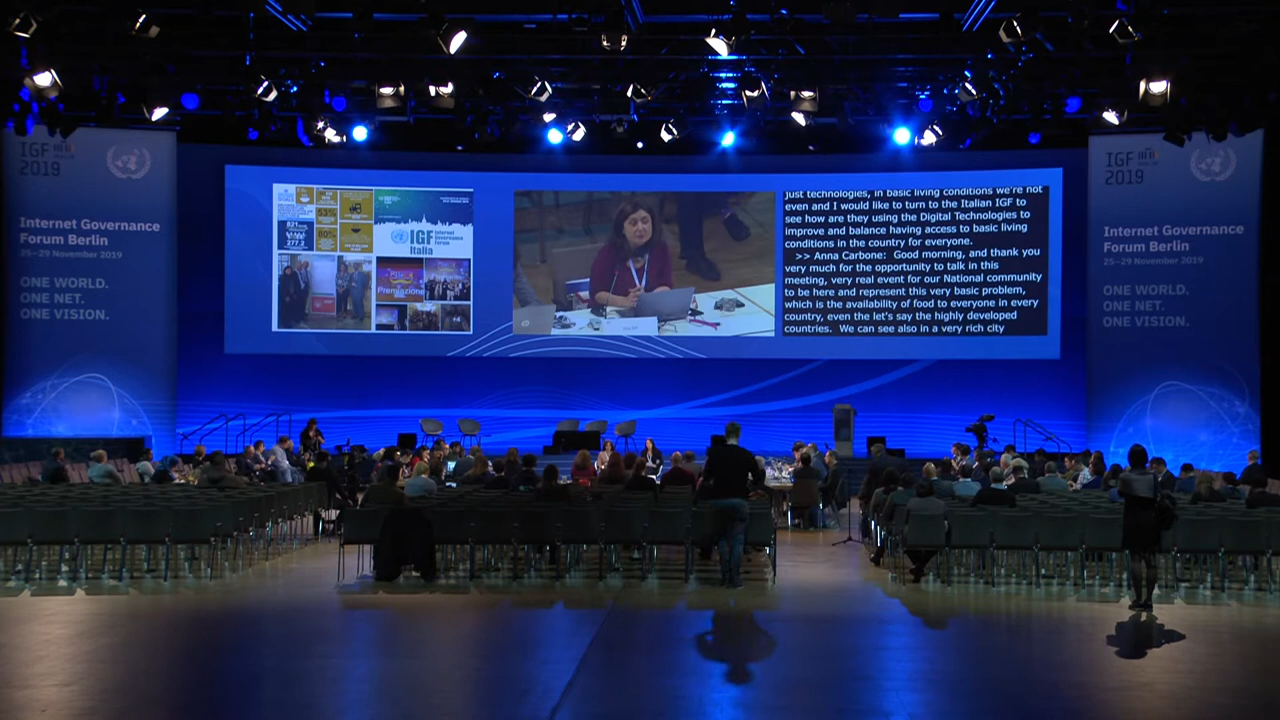 IGF
2019
Internet Governance
Forum Berlin
25–29 November 2019
ONE WORLD.
ONE NET.
ONE VISION.
53%
821
80%
277.2
IGF
Internet
Governance
Forum
Italia
Premiazione
just technologies, in basic living conditions we're not
even and I would like to turn to the Italian IGF to
see how are they using the Digital Technologies to
improve and balance having access to basic living
conditions in the country for everyone.
>> Anna Carbone: Good morning, and thank you
very much for the opportunity to talk in this
meeting, very real event for our National community
to be here and represent this very basic problem,
which is the availability of food to everyone in every
country, even the let's say the highly developed
countries. We can see also in a very rich city
IGF
2019
Internet Governance
Forum Berlin
25–29 November 2019
ONE WORLD.
ONE NET.
ONE VISION.